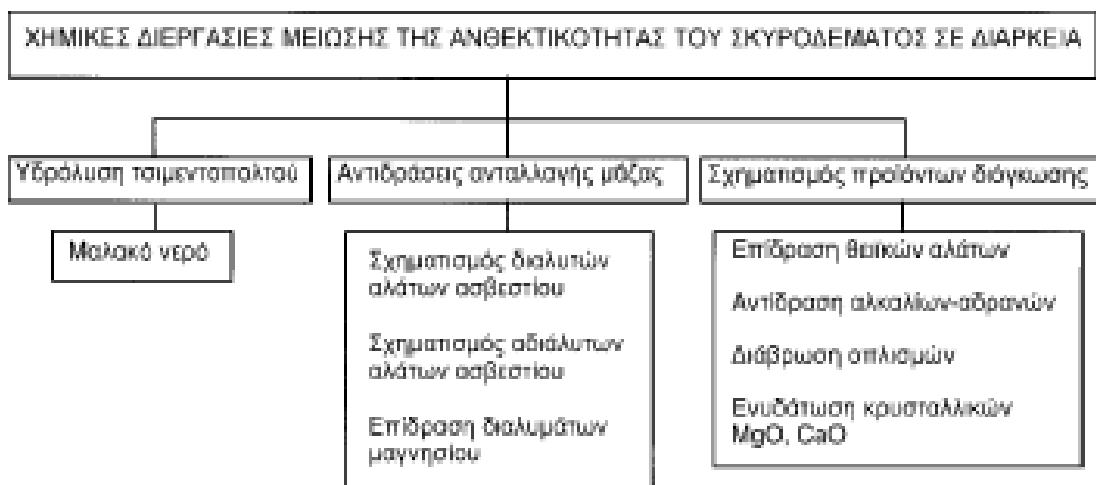 ΧΗΜΙΚΕΣ ΔΙΕΡΓΑΣΙΕΣ ΜΕΙΩΣΗΣ ΤΗΣ ΑΝΘΕΚΤΙΚΟΤΗΤΑΣ ΤΟΥ ΣΚΥΡΟΔΕΜΑΤΟΣ ΣΕ ΔΙΑΡΚΕΙΑ
Υδρόλυση τσιμεντοπολτού
Μαλακό νερό
Αντιδράσεις ανταλλαγής μάζας
Σχηματισμός διαλυτών
αλάτων ασβεστίου
Σχηματισμός αδιάλυτων
αλάτων ασβεστίου
Επίδραση διαλυμάτων
μαγνησίου
Σχηματισμός προϊόντων διόγκωσης
Επίδραση θειικών αλάτων
Αντίδραση αλκαλίων-αδρανών
Διάβρωση οπλισμών
Ενυδάτωση κρυσταλλικών
MgO, CaO